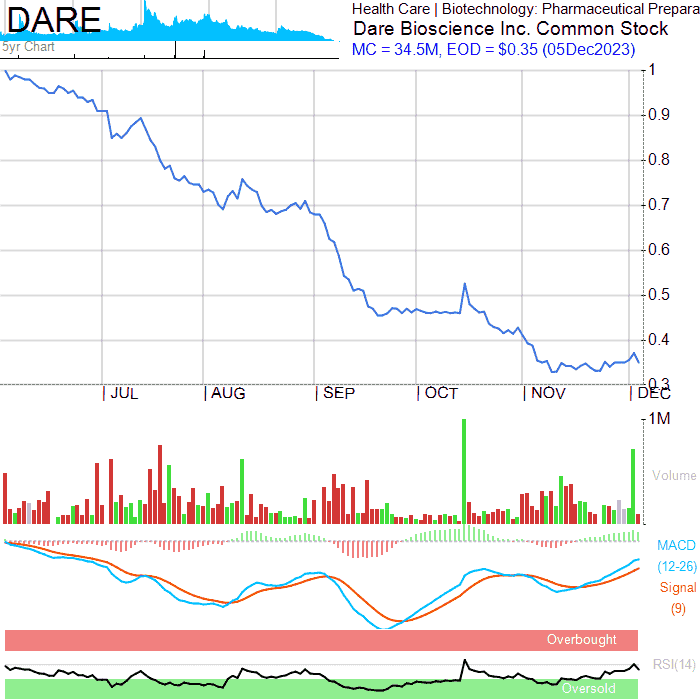 DARE
5yr Chart
Health Care | Biotechnology: Pharmaceutical Prepara
Dare Bioscience Inc. Common Stock
MC = 34.5M, EOD = $0.35 (05Dec2023)
1
0.9
0.8
0.7
0.6
0.5
0.4
0.3
JUL AUG SEP OCT NOV DEC
1M
Volume
MACD
(12-26)
Signal
(9)
Overbought
RSI(14)
Oversold